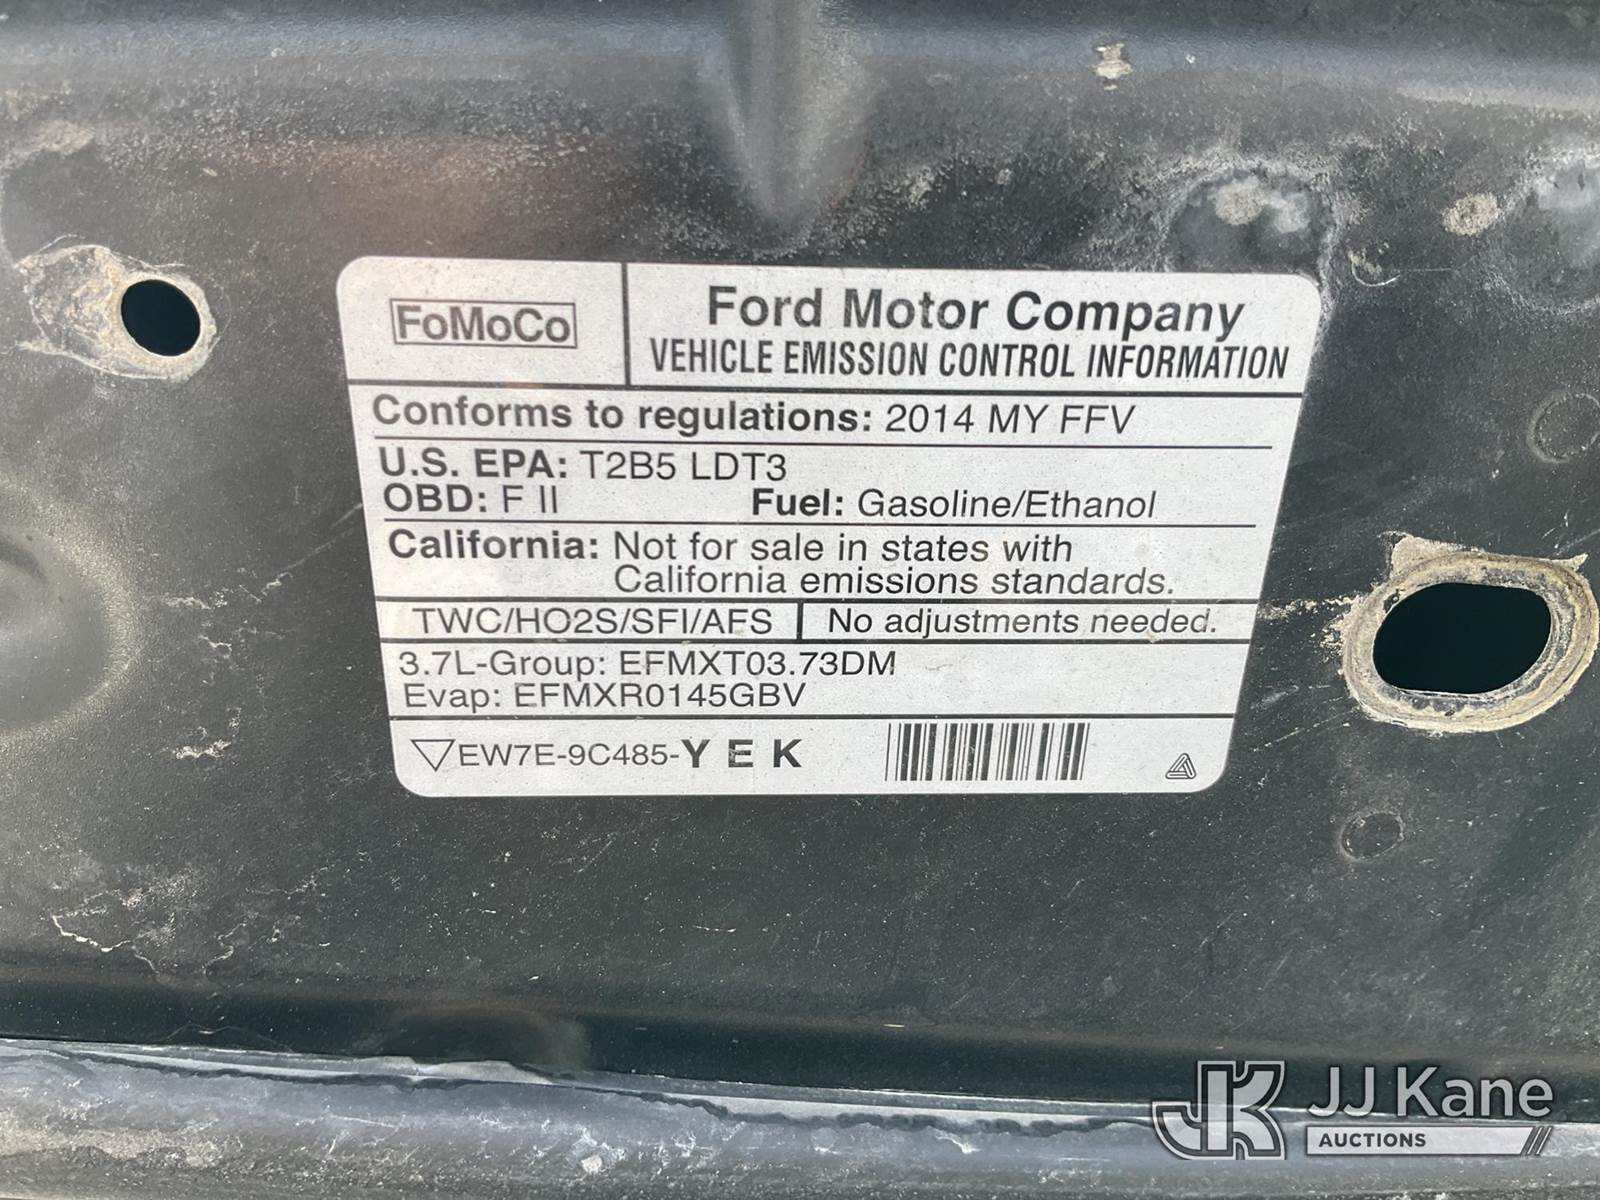 FoMoCo
Ford Motor Company
VEHICLE EMISSION CONTROL INFORMATION
Conforms to regulations: 2014 MY FFV
U.S. EPA: T2B5 LDT3
OBD: F II Fuel: Gasoline/Ethanol
California: Not for sale in states with
California emissions standards.
TWC/HO2S/SFI/AFS No adjustments needed.
3.7L-Group: EFMXT03.73DM
Evap: EFMXR0145GBV
EW7E-9C485-Y E K
JK JJ Kane
AUCTIONS